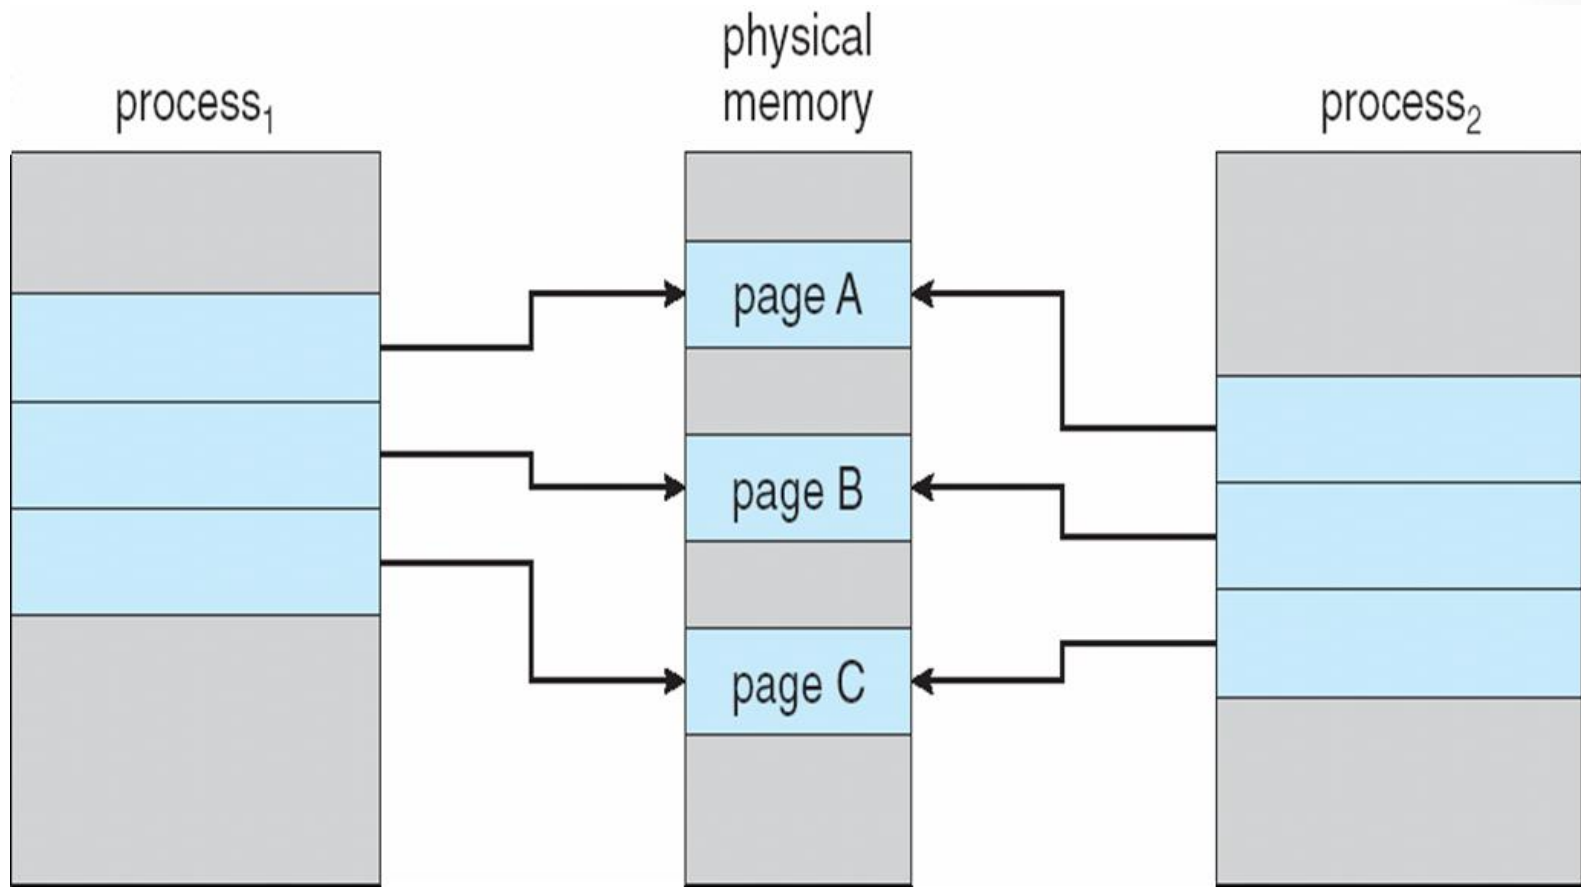 physical
memory
process₁
process₂
page A
page B
page C